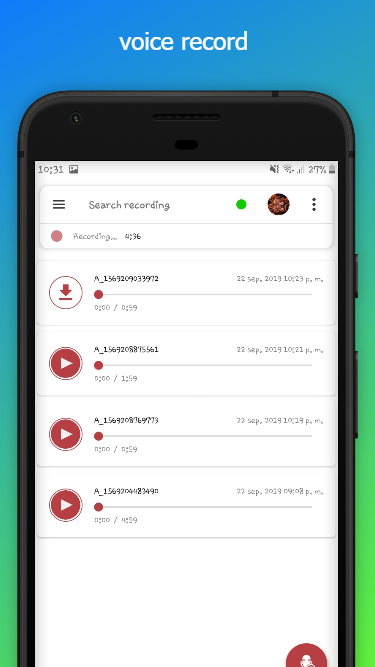 voice record
10:31
27%
Search recording
Recording... 4:36
A_1569209033972 22 sep. 2019 10:23 p. m.
0:00 / 0:59
A_1569208875561 22 sep. 2019 10:21 p. m.
0:00 / 1:59
A_1569208769773 22 sep. 2019 10:19 p. m.
0:00 / 0:59
A_1569204483490 22 sep. 2019 09:08 p. m.
0:00 / 4:59